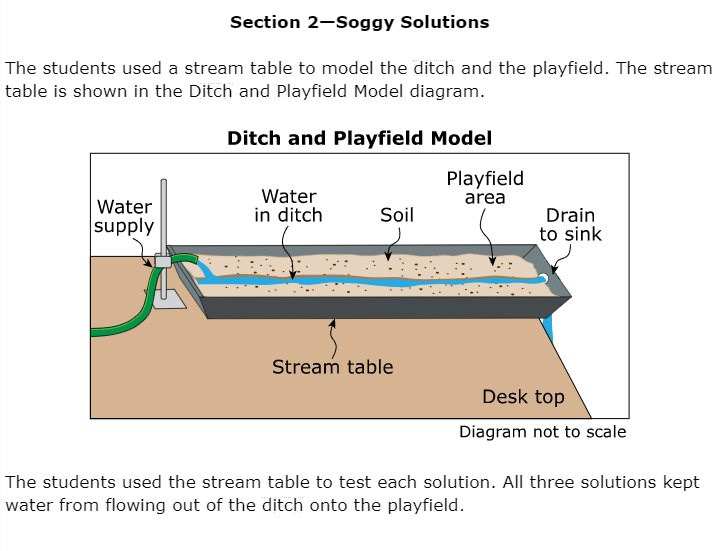 Section 2—Soggy Solutions
The students used a stream table to model the ditch and the playfield. The stream
table is shown in the Ditch and Playfield Model diagram.
Ditch and Playfield Model
Water
supply
Water
in ditch
Soil
Playfield
area
Drain
to sink
Stream table
Desk top
Diagram not to scale
The students used the stream table to test each solution. All three solutions kept
water from flowing out of the ditch onto the playfield.